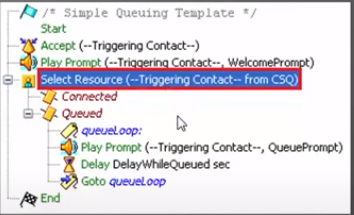 /* Simple Queuing Template */
Start
Accept (--Triggering Contact--)
Play Prompt (--Triggering Contact--, WelcomePrompt)
Select Resource (--Triggering Contact-- from CSQ)
Connected
Queued
queueLoop:
Play Prompt (--Triggering Contact--, QueuePrompt)
Delay DelayWhileQueued sec
Goto queueLoop
End